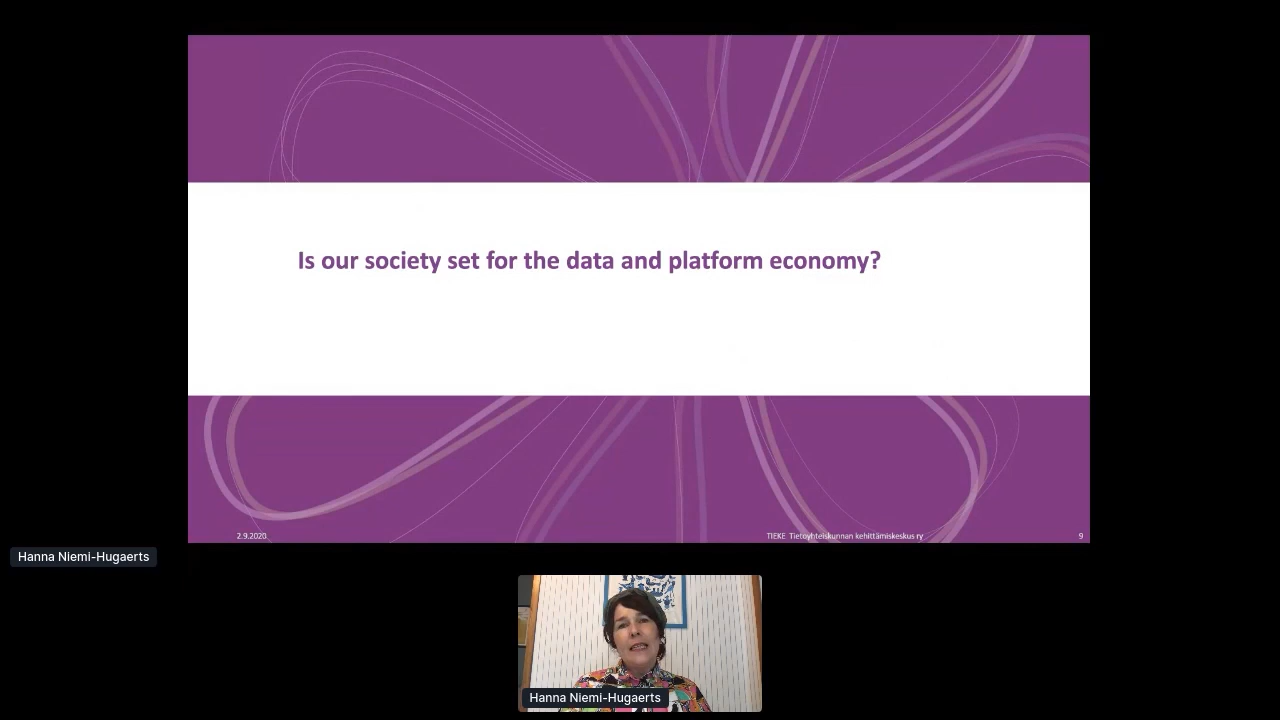 Is our society set for the data and platform economy?
2.9.2020
TIEKE Tietoyhteiskunnan kehittämiskeskus ry
9
Hanna Niemi-Hugaerts
Hanna Niemi-Hugaerts